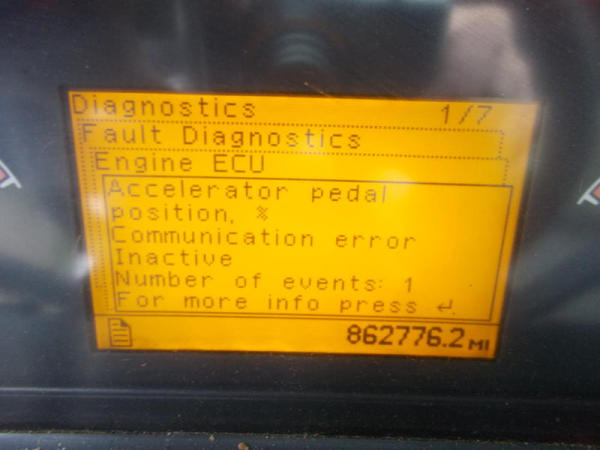 Diagnostics 1/7
Fault Diagnostics
Engine ECU
Accelerator pedal
position, %
Communication error
Inactive
Number of events: 1
For more info press ↵
862776.2 MI